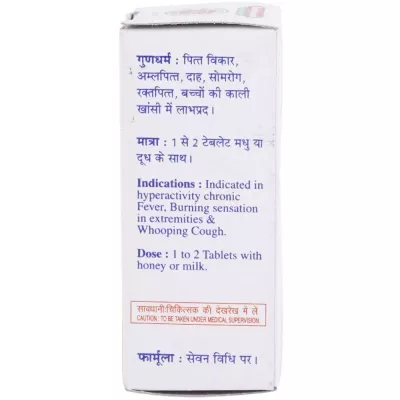 गुणधर्म : पित्त विकार,
अम्लपित्त, दाह, सोमरोग,
रक्तपित्त, बच्चों की काली
खांसी में लाभप्रद।
मात्रा : 1 से 2 टेबलेट मधु या
दूध के साथ।
Indications : Indicated in
hyperactivity chronic
Fever, Burning sensation
in extremities &
Whooping Cough.
Dose : 1 to 2 Tablets with
honey or milk.
सावधानी:चिकित्सक की देखरेख में लें
CAUTION : TO BE TAKEN UNDER MEDICAL SUPERVISION
फार्मूला : सेवन विधि पर।